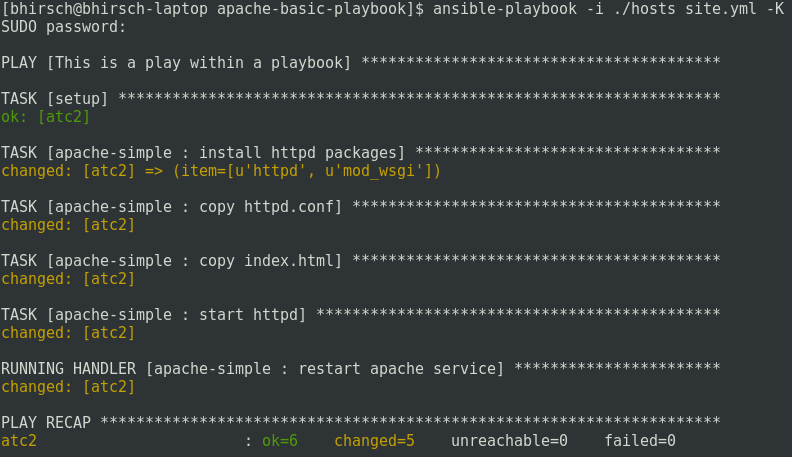 [bhirsch@bhirsch-laptop apache-basic-playbook]$ ansible-playbook -i ./hosts site.yml -K
SUDO password:
PLAY [This is a play within a playbook] ****************************************
TASK [setup] *******************************************************************
ok: [atc2]
TASK [apache-simple : install httpd packages] **********************************
changed: [atc2] => (item=[u'httpd', u'mod_wsgi'])
TASK [apache-simple : copy httpd.conf] *****************************************
changed: [atc2]
TASK [apache-simple : copy index.html] *****************************************
changed: [atc2]
TASK [apache-simple : start httpd] *********************************************
changed: [atc2]
RUNNING HANDLER [apache-simple : restart apache service] ***********************
changed: [atc2]
PLAY RECAP *********************************************************************
atc2                       : ok=6    changed=5    unreachable=0    failed=0